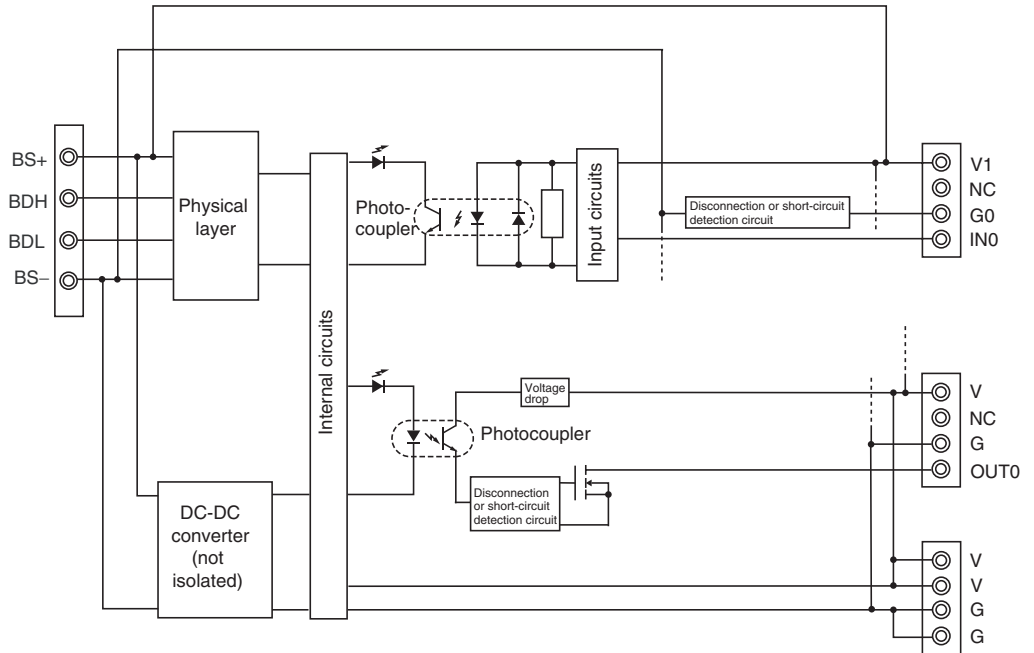 BS+
BDH
BDL
BS−
Physical
layer
Photo-
coupler
Input circuits
Disconnection or short-circuit
detection circuit
V1
NC
G0
IN0
Internal circuits
Voltage
drop
Photocoupler
Disconnection
or short-circuit
detection circuit
V
NC
G
OUT0
DC-DC
converter
(not
isolated)
V
V
G
G